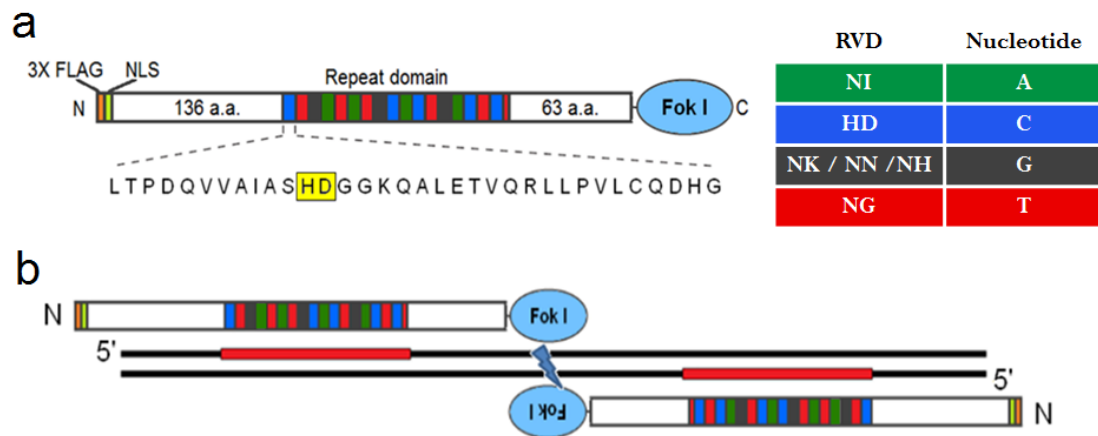 a
RVD Nucleotide
3X FLAG NLS
Repeat domain
N 136 a.a. 63 a.a. Fok I C
NI A
HD C
NK / NN /NH G
NG T
LTPDQVVAIASHDGGKQALETVQRLLPVLCQDHG
b
N Fok I
5'
5'
Fok I N